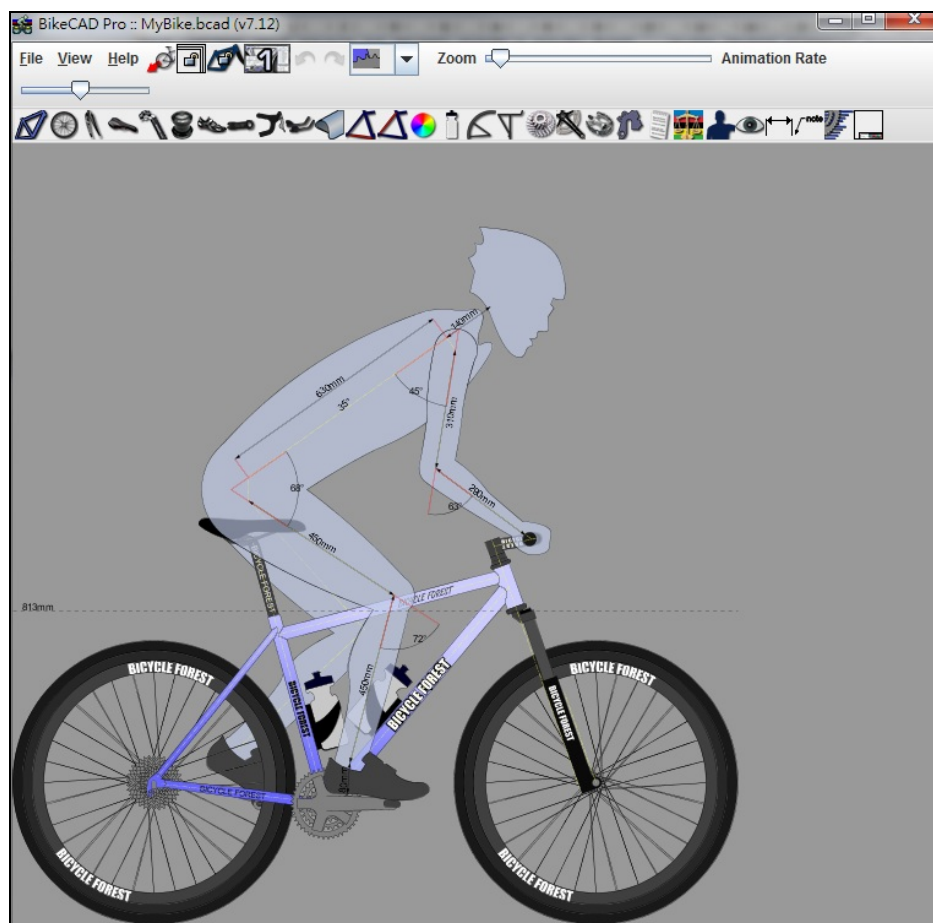 BikeCAD Pro :: MyBike.bcad (v7.12)
File View Help Zoom Animation Rate
note
140mm
630mm
35°
45°
310mm
68°
290mm
63°
450mm
BICYCLE FOREST
BICYCLE FOREST
813mm
72°
BICYCLE FOREST
BICYCLE FOREST
450mm
BICYCLE FOREST
BICYCLE FOREST
BICYCLE FOREST
80mm
BICYCLE FOREST
BICYCLE FOREST
BICYCLE FOREST